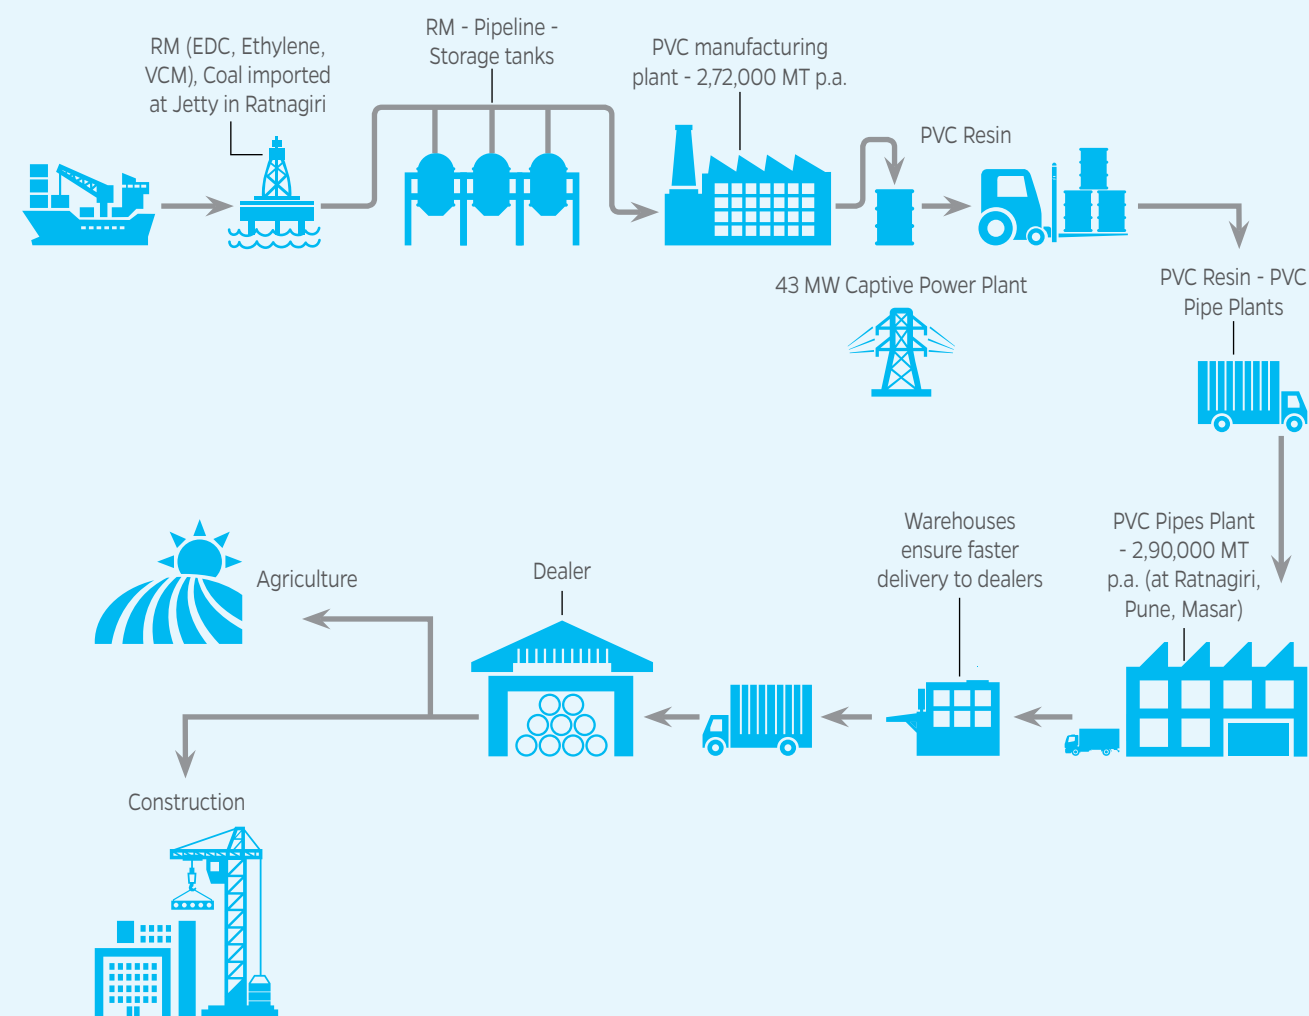 RM (EDC, Ethylene,
VCM), Coal imported
at Jetty in Ratnagiri
RM - Pipeline -
Storage tanks
PVC manufacturing
plant - 2,72,000 MT p.a.
PVC Resin
43 MW Captive Power Plant
PVC Resin - PVC
Pipe Plants
PVC Pipes Plant
- 2,90,000 MT
p.a. (at Ratnagiri,
Pune, Masar)
Warehouses
ensure faster
delivery to dealers
Dealer
Agriculture
Construction